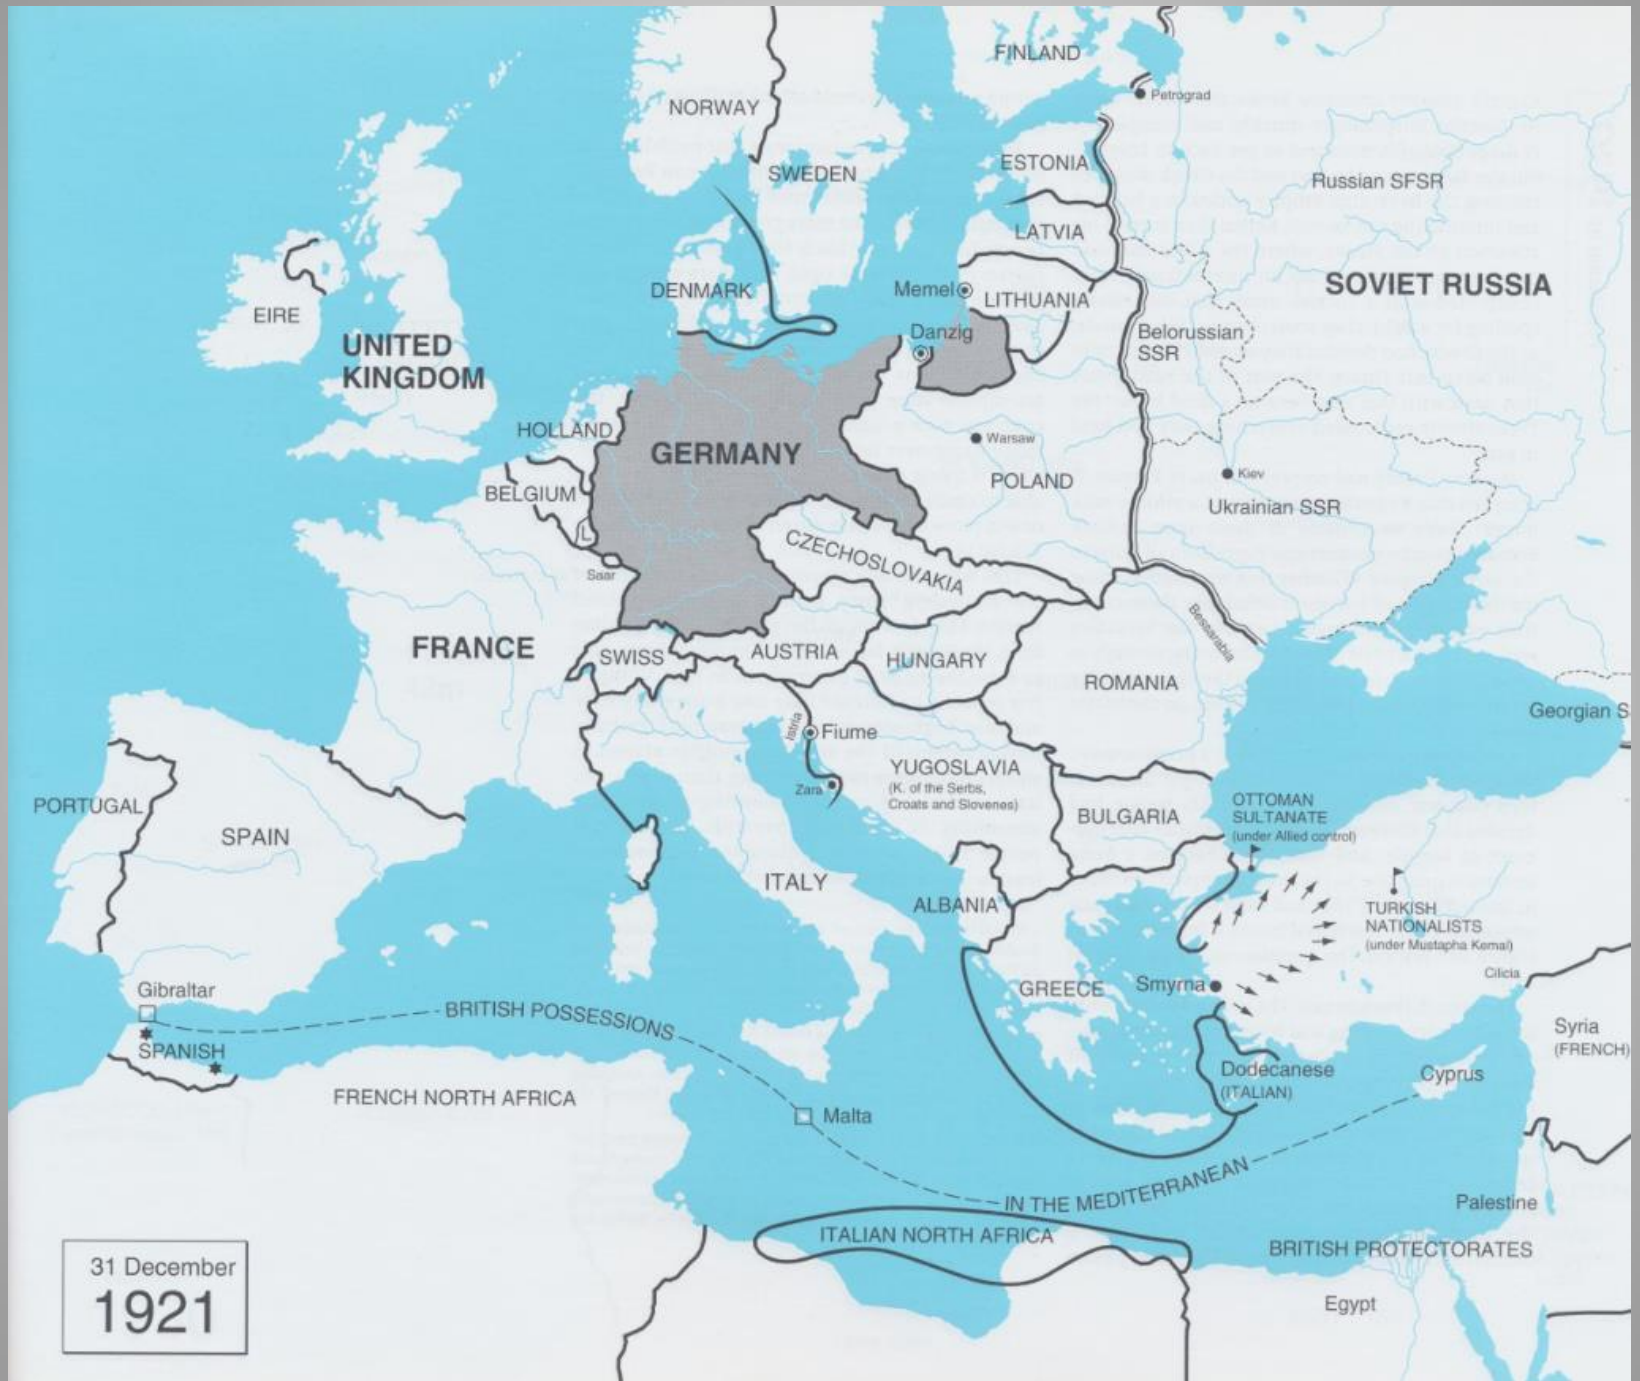 FINLAND
Petrograd
NORWAY
SWEDEN
ESTONIA
Russian SFSR
LATVIA
SOVIET RUSSIA
DENMARK
Memel
LITHUANIA
EIRE
UNITED
KINGDOM
Danzig
Belorussian
SSR
HOLLAND
GERMANY
Warsaw
POLAND
BELGIUM
Kiev
Ukrainian SSR
L
CZECHOSLOVAKIA
Saar
Bessarabia
FRANCE
SWISS
AUSTRIA
HUNGARY
ROMANIA
Georgian S
Istria
Fiume
YUGOSLAVIA
(K. of the Serbs,
Croats and Slovenes)
Zara
PORTUGAL
SPAIN
BULGARIA
OTTOMAN
SULTANATE
(under Allied control)
ITALY
ALBANIA
TURKISH
NATIONALISTS
(under Mustapha Kemal)
Cilicia
Gibraltar
BRITISH POSSESSIONS
GREECE
Smyrna
SPANISH
Syria
(FRENCH)
Dodecanese
(ITALIAN)
Cyprus
FRENCH NORTH AFRICA
Malta
IN THE MEDITERRANEAN
Palestine
ITALIAN NORTH AFRICA
BRITISH PROTECTORATES
Egypt
31 December
1921